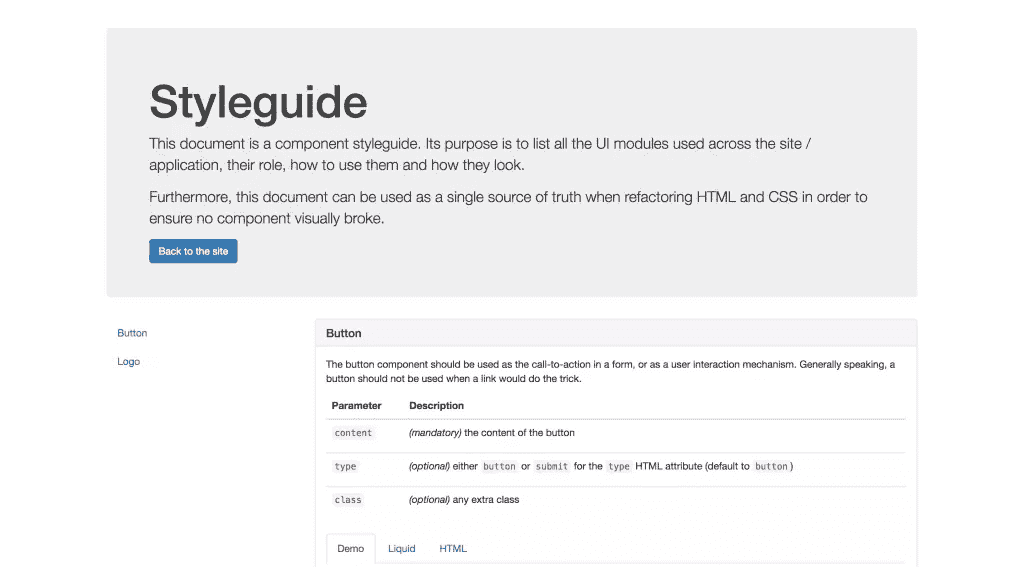 Styleguide
This document is a component styleguide. Its purpose is to list all the UI modules used across the site /
application, their role, how to use them and how they look.
Furthermore, this document can be used as a single source of truth when refactoring HTML and CSS in order to
ensure no component visually broke.
Back to the site
Button
Logo
Button
The button component should be used as the call-to-action in a form, or as a user interaction mechanism. Generally speaking, a
button should not be used when a link would do the trick.
Parameter Description
content (mandatory) the content of the button
type (optional) either button or submit for the type HTML attribute (default to button )
class (optional) any extra class
Demo Liquid HTML